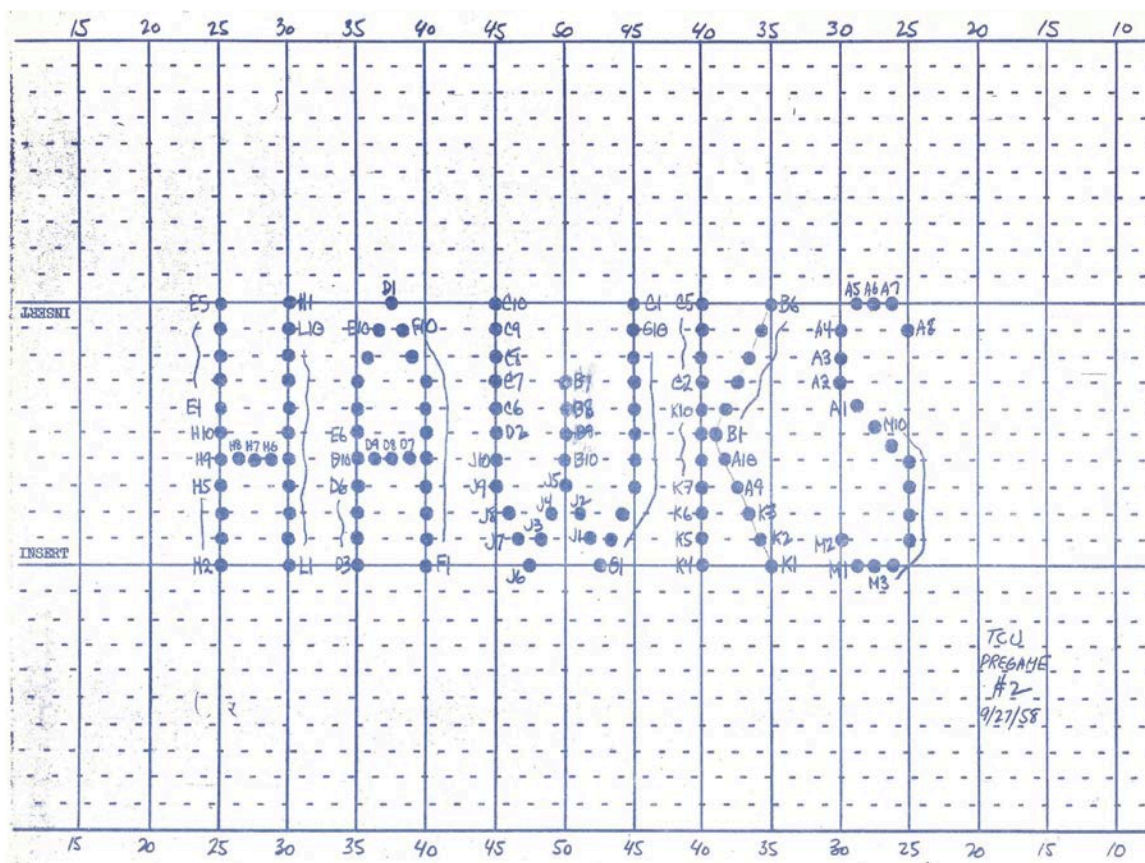 15 20 25 30 35 40 45 50 45 40 35 30 25 20 15 10
INSERT E5 H1 D1 C10 C1 C5 B6 A5 A6 A7
L10 E10 F10 C9 G10 A4 A8
C8 A3
C7 B7 C2 A2
E1 C6 B8 K10 A1
H10 E6 D2 B9 B1 M10
H9 H8 H7 H6 D10 D9 D8 D7 J10 B10 A10
H5 D6 J9 J5 K7 A9
J8 J4 J2 K6 K3
J7 J3 J1 K5 K2 M2
INSERT H2 L1 D3 F1 J6 G1 K4 K1 M1 M3
TCU
PREGAME
#2
9/27/58
15 20 25 30 35 40 45 50 45 40 35 30 25 20 15 10